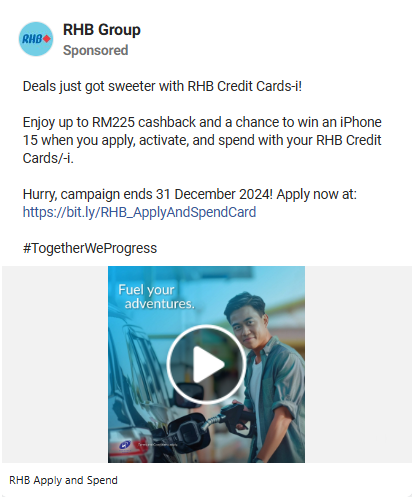 RHB Group
RHB
Sponsored
Deals just got sweeter with RHB Credit Cards-i!
Enjoy up to RM225 cashback and a chance to win an iPhone
15 when you apply, activate, and spend with your RHB Credit
Cards/-i.
Hurry, campaign ends 31 December 2024! Apply now at:
https://bit.ly/RHB_ApplyAndSpendCard
#TogetherWeProgress
Fuel your
adventures.
RHB Apply and Spend